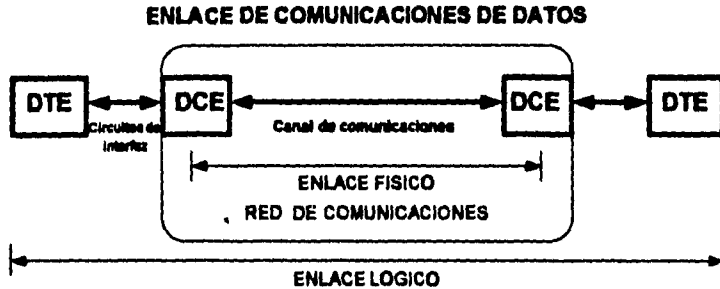 ENLACE DE COMUNICACIONES DE DATOS
DTE DCE DCE DTE
Circuitos de
interfaz
Canal de comunicaciones
ENLACE FISICO
RED DE COMUNICACIONES
ENLACE LOGICO